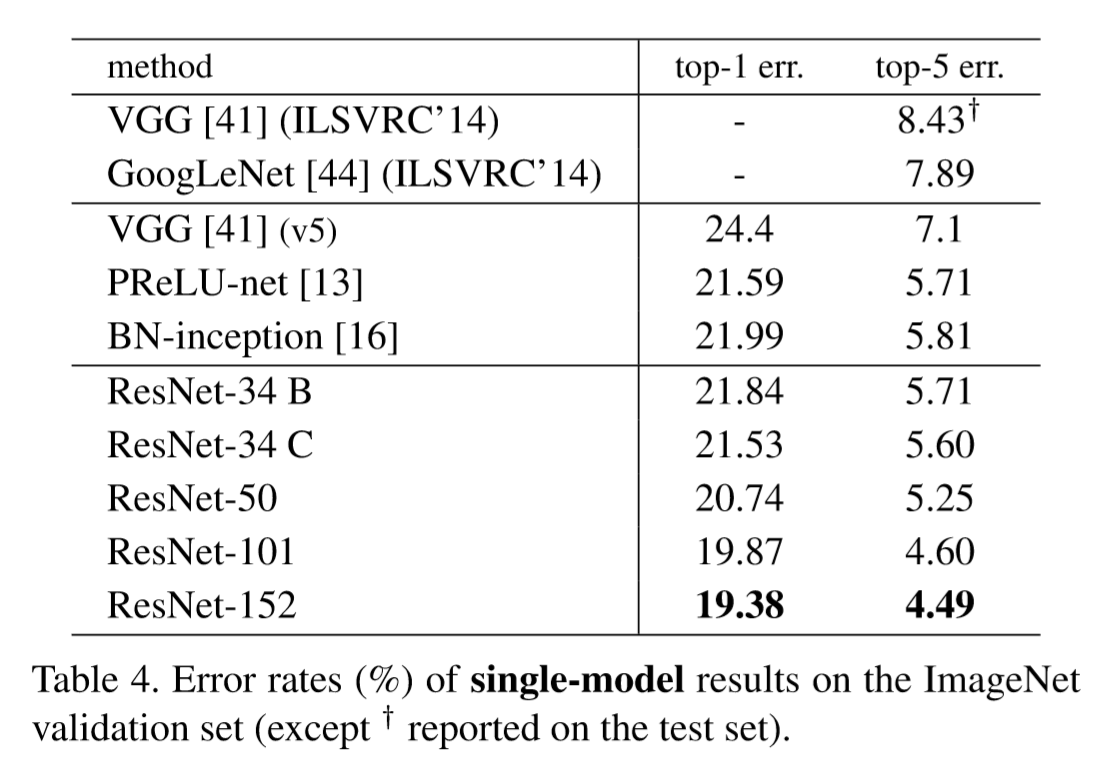 method top-1 err. top-5 err.
VGG [41] (ILSVRC’14) - 8.43†
GoogLeNet [44] (ILSVRC’14) - 7.89
VGG [41] (v5) 24.4 7.1
PReLU-net [13] 21.59 5.71
BN-inception [16] 21.99 5.81
ResNet-34 B 21.84 5.71
ResNet-34 C 21.53 5.60
ResNet-50 20.74 5.25
ResNet-101 19.87 4.60
ResNet-152 19.38 4.49
Table 4. Error rates (%) of single-model results on the ImageNet
validation set (except † reported on the test set).